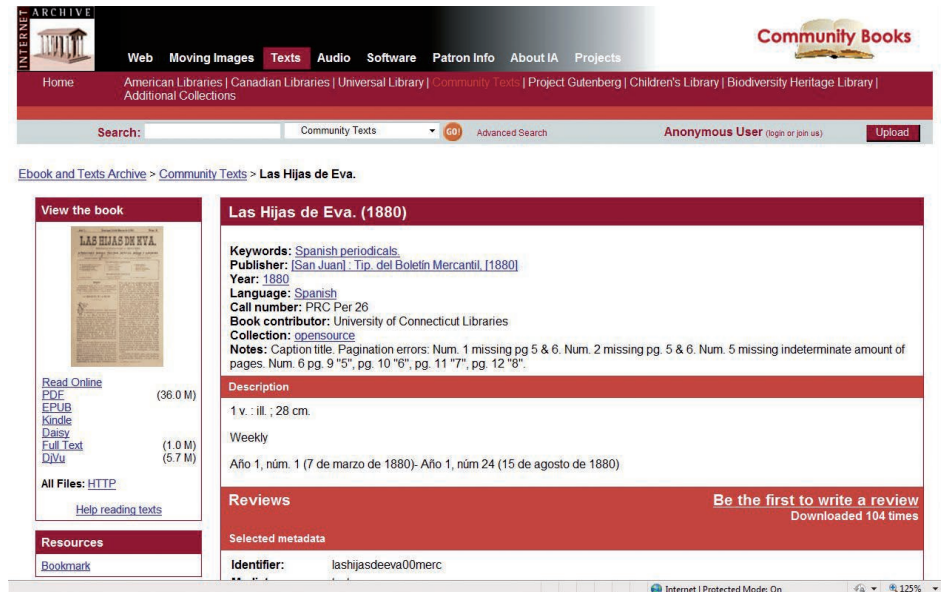 INTERNET ARCHIVE
Community Books
Web Moving Images Texts Audio Software Patron Info About IA Projects
Home American Libraries | Canadian Libraries | Universal Library | Community Texts | Project Gutenberg | Children's Library | Biodiversity Heritage Library |
Additional Collections
Search: Community Texts GO! Advanced Search Anonymous User (login or join us) Upload
Ebook and Texts Archive > Community Texts > Las Hijas de Eva.
View the book
LAS HIJAS DE EVA.
Read Online
PDF (36.0 M)
EPUB
Kindle
Daisy
Full Text (1.0 M)
DjVu (5.7 M)
All Files: HTTP
Help reading texts
Resources
Bookmark
Las Hijas de Eva. (1880)
Keywords: Spanish periodicals.
Publisher: [San Juan] : Tip. del Boletín Mercantil, [1880]
Year: 1880
Language: Spanish
Call number: PRC Per 26
Book contributor: University of Connecticut Libraries
Collection: opensource
Notes: Caption title. Pagination errors: Num. 1 missing pg 5 & 6. Num. 2 missing pg. 5 & 6. Num. 5 missing indeterminate amount of
pages. Num. 6 pg. 9 "5", pg. 10 "6", pg. 11 "7", pg. 12 "8".
Description
1 v. : ill. ; 28 cm.
Weekly
Año 1, núm. 1 (7 de marzo de 1880)- Año 1, núm 24 (15 de agosto de 1880)
Reviews
Be the first to write a review
Downloaded 104 times
Selected metadata
Identifier: lashijasdeeva00merc
Internet | Protected Mode: On 125%